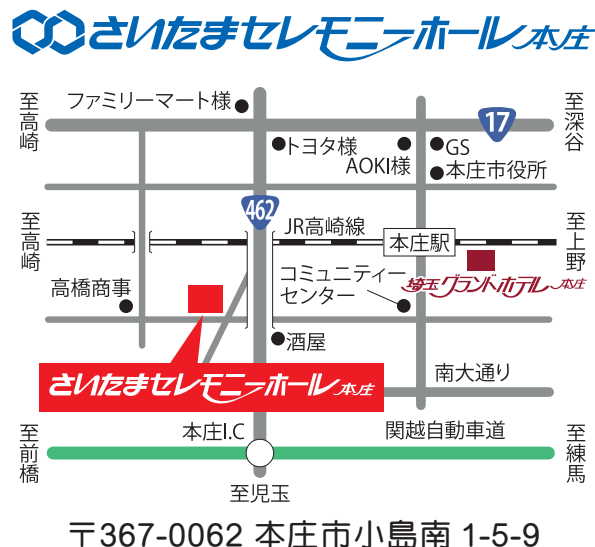 さいたまセレモニーホール本庄
至高崎
ファミリーマート様
17
至深谷
トヨタ様
GS
AOKI様
本庄市役所
462
至高崎
JR高崎線
本庄駅
至上野
高橋商事
コミュニティーセンター
埼玉グランドホテル本庄
酒屋
さいたまセレモニーホール本庄
南大通り
至前橋
本庄I.C
関越自動車道
至練馬
至児玉
〒367-0062 本庄市小島南 1-5-9